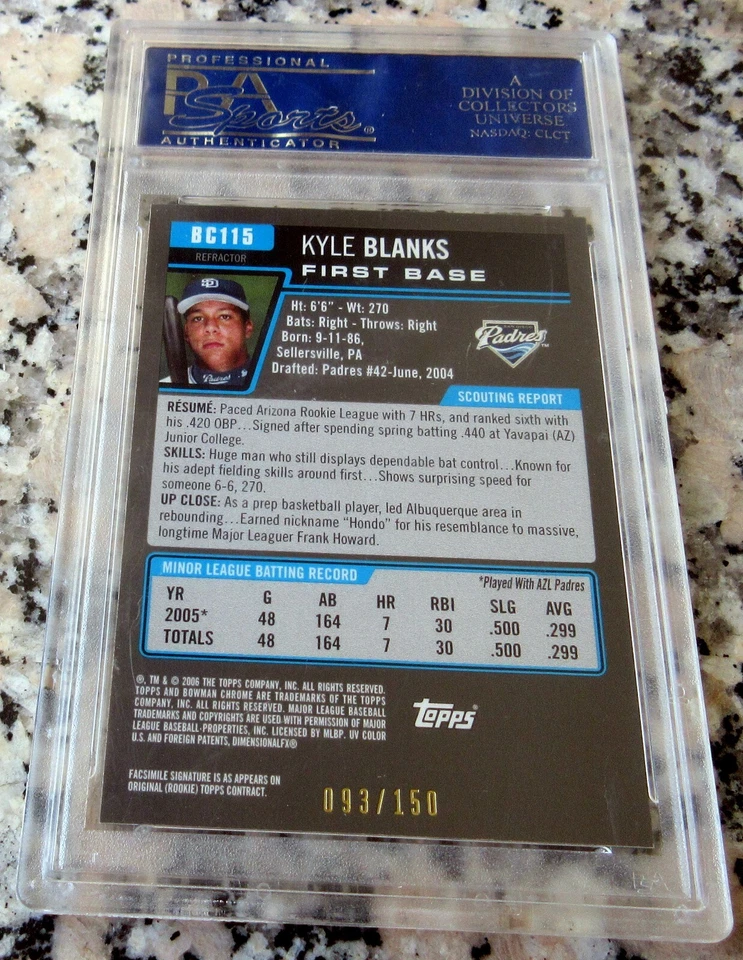 PROFESSIONAL
PSA
Sports®
AUTHENTICATOR
A
DIVISION OF
COLLECTORS
UNIVERSE
NASDAQ: CLCT
BC115
REFRACTOR
KYLE BLANKS
FIRST BASE
SD
Padres
Ht: 6'6" - Wt: 270
Bats: Right - Throws: Right
Born: 9-11-86,
Sellersville, PA
Drafted: Padres #42-June, 2004
Padres™
SCOUTING REPORT
RÉSUMÉ: Paced Arizona Rookie League with 7 HRs, and ranked sixth with
his .420 OBP...Signed after spending spring batting .440 at Yavapai (AZ)
Junior College.
SKILLS: Huge man who still displays dependable bat control...Known for
his adept fielding skills around first...Shows surprising speed for
someone 6-6, 270.
UP CLOSE: As a prep basketball player, led Albuquerque area in
rebounding...Earned nickname "Hondo" for his resemblance to massive,
longtime Major Leaguer Frank Howard.
MINOR LEAGUE BATTING RECORD
*Played With AZL Padres
YR G AB HR RBI SLG AVG
2005* 48 164 7 30 .500 .299
TOTALS 48 164 7 30 .500 .299
®, TM & © 2006 THE TOPPS COMPANY, INC. ALL RIGHTS RESERVED.
TOPPS AND BOWMAN CHROME ARE TRADEMARKS OF THE TOPPS
COMPANY, INC. ALL RIGHTS RESERVED. MAJOR LEAGUE BASEBALL
TRADEMARKS AND COPYRIGHTS ARE USED WITH PERMISSION OF MAJOR
LEAGUE BASEBALL PROPERTIES, INC. LICENSED BY MLBP. UV COLOR
U.S. AND FOREIGN PATENTS, DIMENSIONALFX®
TOPPS®
FACSIMILE SIGNATURE IS AS APPEARS ON
ORIGINAL (ROOKIE) TOPPS CONTRACT.
093/150